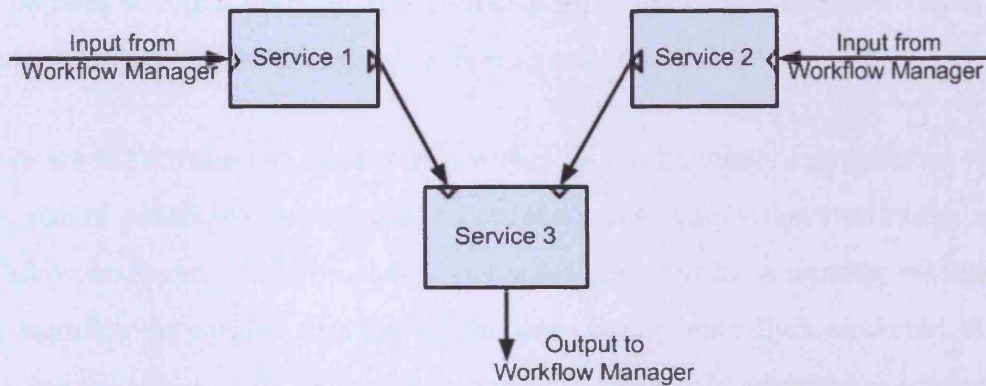 Input from
Workflow Manager
Service 1
Service 2
Input from
Workflow Manager
Service 3
Output to
Workflow Manager